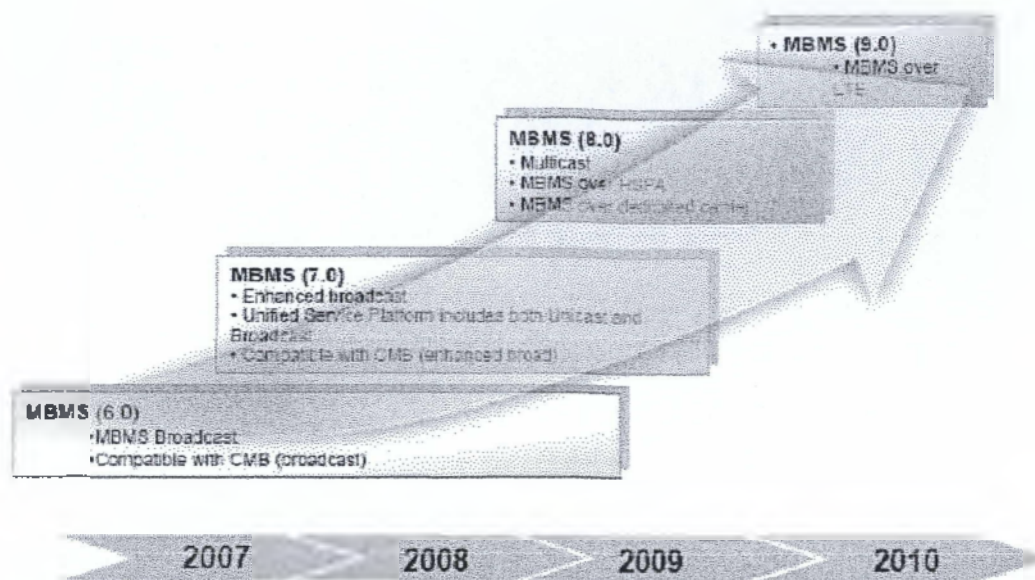 • MBMS (9.0)
• MBMS over
LTE
MBMS (8.0)
• Multicast
• MBMS over HSPA
• MBMS over dedicated carrier
MBMS (7.0)
• Enhanced broadcast
• Unified Service Platform includes both Unicast and
Broadcast
• Compatible with CMB (enhanced broad)
MBMS (6.0)
•MBMS Broadcast
•Compatible with CMB (broadcast)
2007 2008 2009 2010